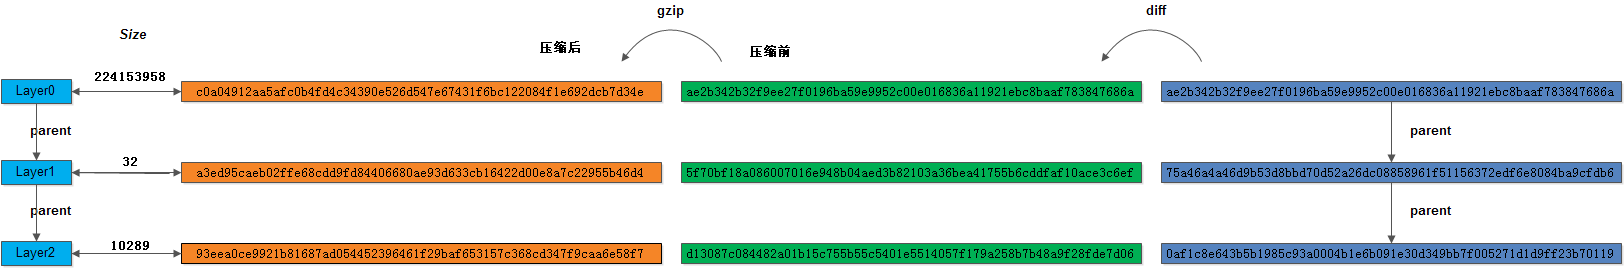 gzip
diff
Size
压缩后
压缩前
224153958
Layer0
c0a04912aa5afc0b4fd4c34390e526d547e67431f6bc122084f1e692dcb7d34e
ae2b342b32f9ee27f0196ba59e9952c00e016836a11921ebc8baaf783847686a
ae2b342b32f9ee27f0196ba59e9952c00e016836a11921ebc8baaf783847686a
parent
parent
32
Layer1
a3ed95caeb02ffe68cdd9fd84406680ae93d633cb16422d00e8a7c22955b46d4
5f70bf18a086007016e948b04aed3b82103a36bea41755b6cddfaf10ace3c6ef
75a46a4a46d9b53d8bbd70d52a26dc08858961f51156372edf6e8084ba9cfdb6
parent
parent
10289
Layer2
93eea0ce9921b81687ad054452396461f29baf653157c368cd347f9caa6e58f7
d13087c084482a01b15c755b55c5401e5514057f179a258b7b48a9f28fde7d06
0af1c8e643b5b1985c93a0004b1e6b091e30d349bb7f005271d1d9ff23b70119